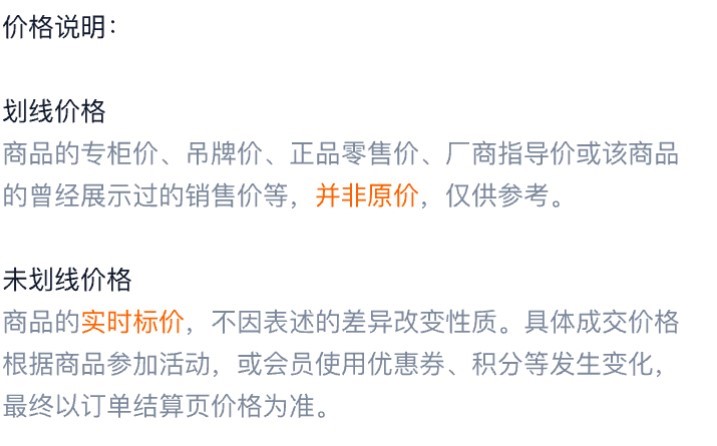 价格说明：
划线价格
商品的专柜价、吊牌价、正品零售价、厂商指导价或该商品
的曾经展示过的销售价等，并非原价，仅供参考。
未划线价格
商品的实时标价，不因表述的差异改变性质。具体成交价格
根据商品参加活动，或会员使用优惠券、积分等发生变化，
最终以订单结算页价格为准。